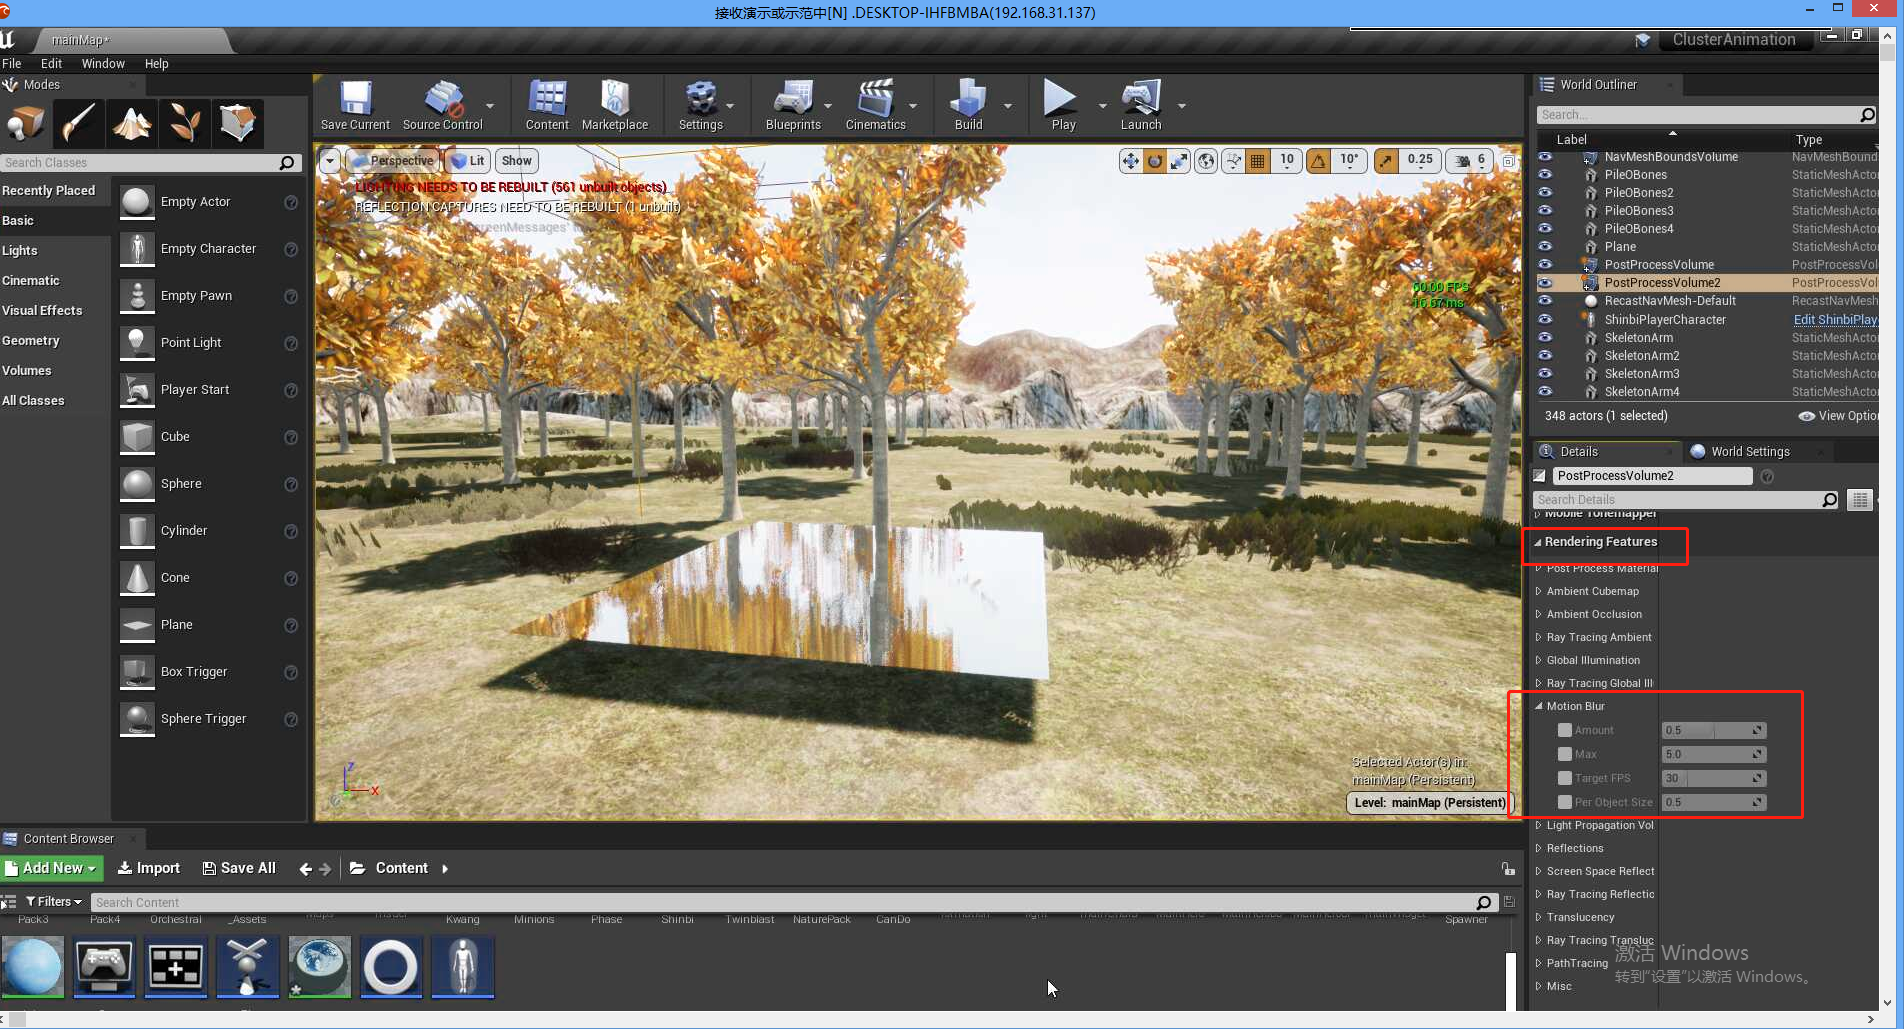 接收演示或示范中[N] .DESKTOP-IHFBMBA(192.168.31.137)
mainMap*
ClusterAnimation
File Edit Window Help
Modes
Search Classes
Recently Placed
Basic
Lights
Cinematic
Visual Effects
Geometry
Volumes
All Classes
Empty Actor
Empty Character
Empty Pawn
Point Light
Player Start
Cube
Sphere
Cylinder
Cone
Plane
Box Trigger
Sphere Trigger
Save Current
Source Control
Content
Marketplace
Settings
Blueprints
Cinematics
Build
Play
Launch
Perspective
Lit
Show
10
10°
0.25
6
LIGHTING NEEDS TO BE REBUILT (561 unbuilt objects)
REFLECTION CAPTURES NEED TO BE REBUILT (1 unbuilt)
60.00 FPS
16.67 ms
Selected Actor(s) in:
mainMap (Persistent)
Level: mainMap (Persistent)
World Outliner
Search...
Label Type
NavMeshBoundsVolume NavMeshBound
PileOBones StaticMeshActo
PileOBones2 StaticMeshActo
PileOBones3 StaticMeshActo
PileOBones4 StaticMeshActo
Plane StaticMeshActo
PostProcessVolume PostProcessVol
PostProcessVolume2 PostProcessVol
RecastNavMesh-Default RecastNavMesh
ShinbiPlayerCharacter Edit ShinbiPlay
SkeletonArm StaticMeshActo
SkeletonArm2 StaticMeshActo
SkeletonArm3 StaticMeshActo
SkeletonArm4 StaticMeshActo
348 actors (1 selected)
View Optio
Details
World Settings
PostProcessVolume2
Search Details
Mobile Tonemapper
Rendering Features
Post Process Material
Ambient Cubemap
Ambient Occlusion
Ray Tracing Ambient
Global Illumination
Ray Tracing Global Ill
Motion Blur
Amount 0.5
Max 5.0
Target FPS 30
Per Object Size 0.5
Light Propagation Vol
Reflections
Screen Space Reflect
Ray Tracing Reflectio
Translucency
Ray Tracing Transluc
PathTracing
Misc
激活 Windows
转到“设置”以激活 Windows。
Content Browser
Add New
Import
Save All
Content
Filters
Search Content
Pack3
Pack4
Orchestral
_Assets
Kwang
Minions
Phase
Shinbi
Twinblast
NaturePack
CanDo
Spawner